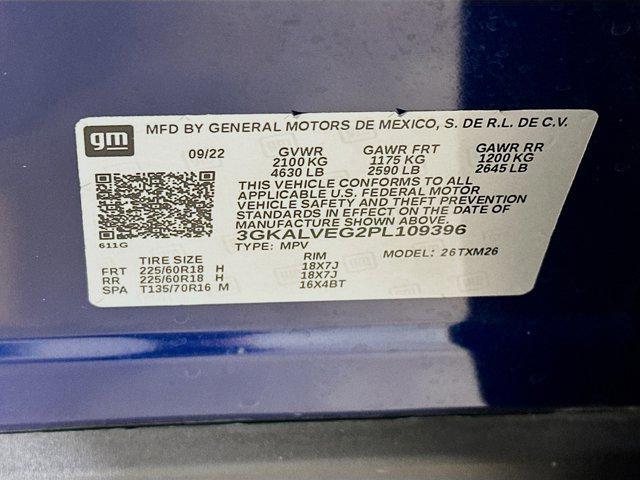 gm
MFD BY GENERAL MOTORS DE MEXICO, S. DE R.L. DE C.V.
09/22 GVWR GAWR FRT GAWR RR
2100 KG 1175 KG 1200 KG
4630 LB 2590 LB 2645 LB
THIS VEHICLE CONFORMS TO ALL
APPLICABLE U.S. FEDERAL MOTOR
VEHICLE SAFETY AND THEFT PREVENTION
STANDARDS IN EFFECT ON THE DATE OF
MANUFACTURE SHOWN ABOVE.
3GKALVEG2PL109396
611G
TYPE: MPV MODEL: 26TXM26
TIRE SIZE RIM
FRT 225/60R18 H 18X7J
RR 225/60R18 H 18X7J
SPA T135/70R16 M 16X4BT